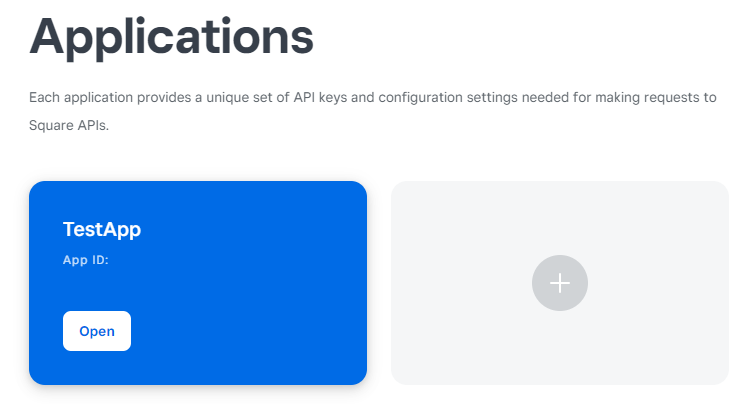 Applications
Each application provides a unique set of API keys and configuration settings needed for making requests to
Square APIs.
TestApp
App ID:
Open